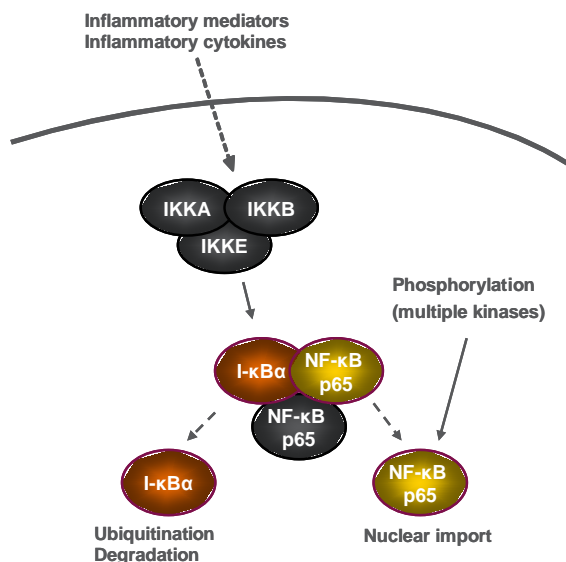 Inflammatory mediators
Inflammatory cytokines
IKKA
IKKB
IKKE
Phosphorylation
(multiple kinases)
I-κBα
NF-κB
p65
NF-κB
p65
I-κBα
NF-κB
p65
Ubiquitination
Degradation
Nuclear import